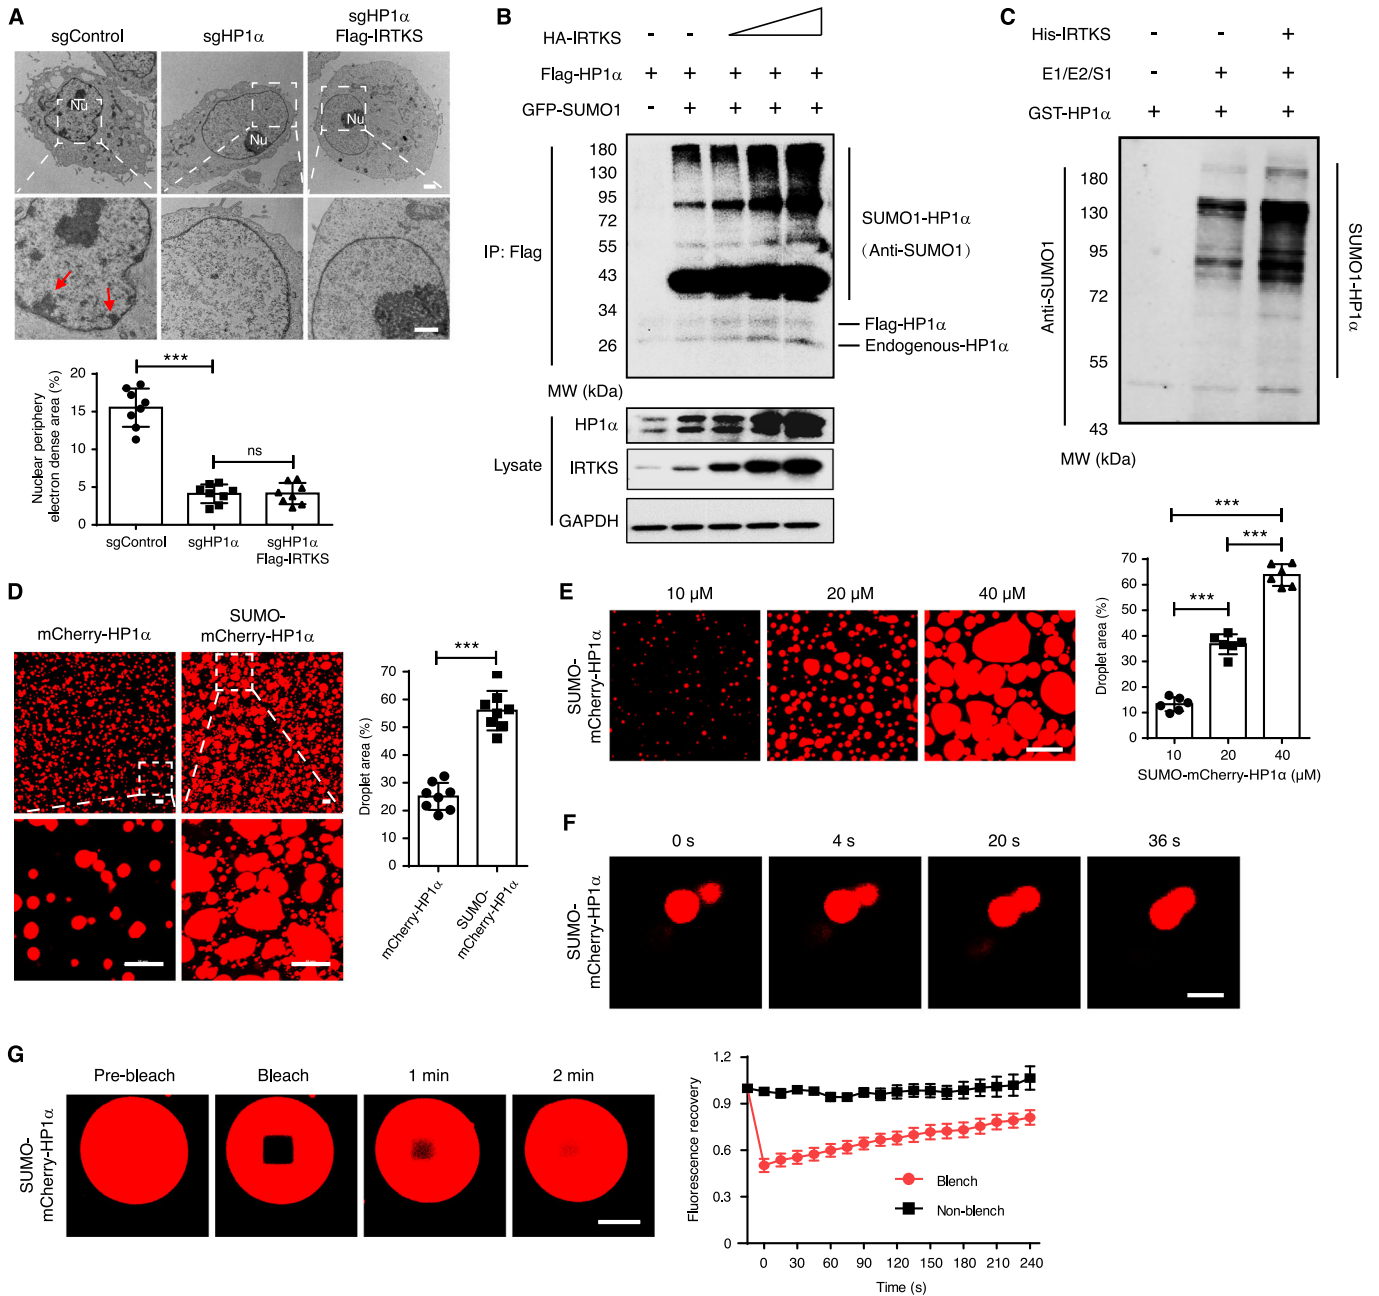 A
sgControl
sgHP1α
sgHP1α
Flag-IRTKS
Nu
Nu
Nu
Nuclear periphery
electron dense area (%)
20
15
10
5
0
***
ns
sgControl
sgHP1α
sgHP1α
Flag-IRTKS
B
HA-IRTKS - -
Flag-HP1α + + + + +
GFP-SUMO1 - + + + +
IP: Flag
180
130
95
72
55
43
34
26
MW (kDa)
SUMO1-HP1α
(Anti-SUMO1)
Flag-HP1α
Endogenous-HP1α
Lysate
HP1α
IRTKS
GAPDH
C
His-IRTKS - - +
E1/E2/S1 - + +
GST-HP1α + + +
Anti-SUMO1
180
130
95
72
55
43
MW (kDa)
SUMO1-HP1α
D
mCherry-HP1α
SUMO-
mCherry-HP1α
Droplet area (%)
70
60
50
40
30
20
10
0
***
mCherry-HP1α
SUMO-
mCherry-HP1α
E
10 µM
20 µM
40 µM
SUMO-
mCherry-HP1α
Droplet area (%)
70
60
50
40
30
20
10
0
***
***
***
10
20
40
SUMO-mCherry-HP1α (µM)
F
0 s
4 s
20 s
36 s
SUMO-
mCherry-HP1α
G
Pre-bleach
Bleach
1 min
2 min
SUMO-
mCherry-HP1α
Fluorescence recovery
1.2
0.9
0.6
0.3
0
Blench
Non-blench
0 30 60 90 120 150 180 210 240
Time (s)